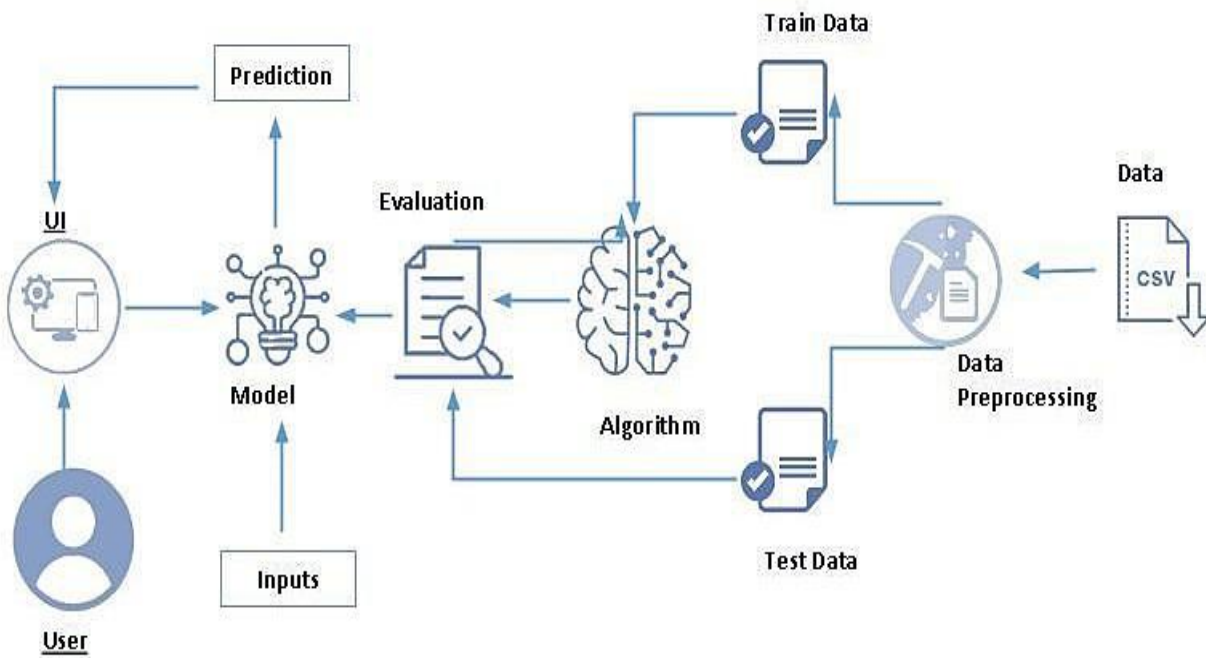 Train Data
Prediction
Data
Evaluation
UI
CSV
Model
Data
Preprocessing
Algorithm
Test Data
Inputs
User